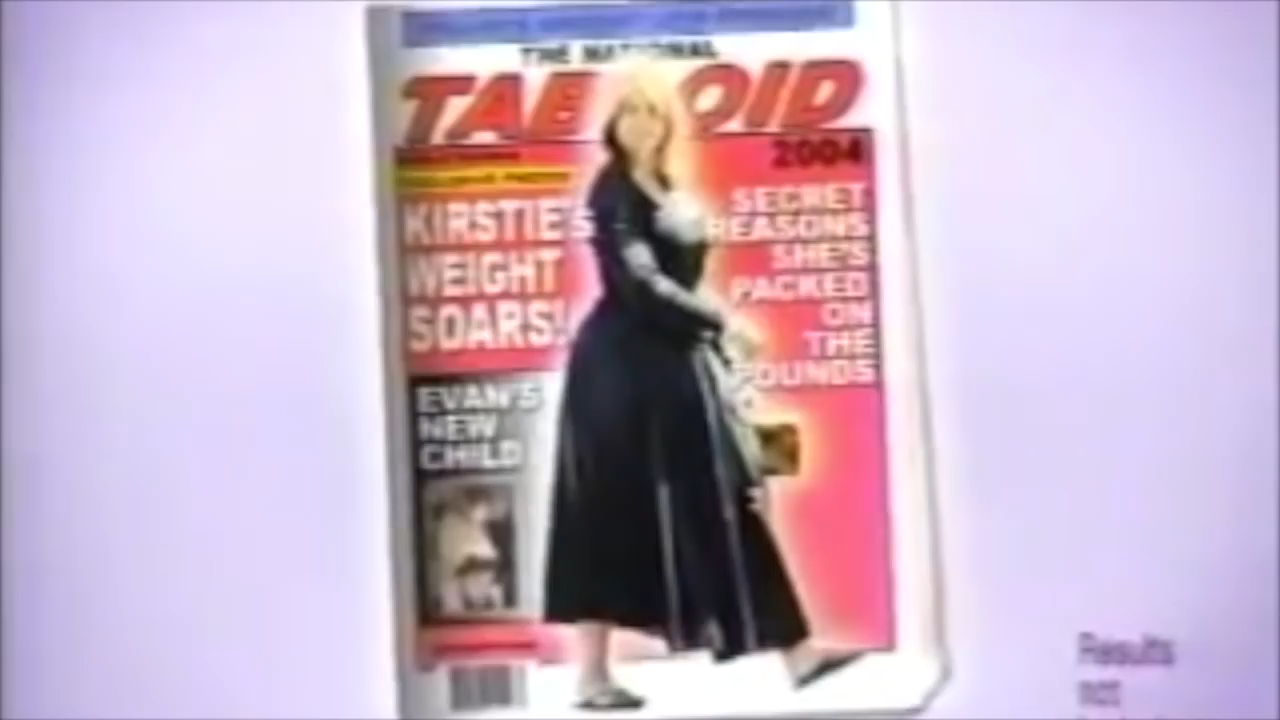 THE NATIONAL
TABLOID
2004
KIRSTIE'S
WEIGHT
SOARS!
SECRET
REASONS
SHE'S
PACKED
ON
THE
POUNDS
EVAN'S
NEW
CHILD
Results
not